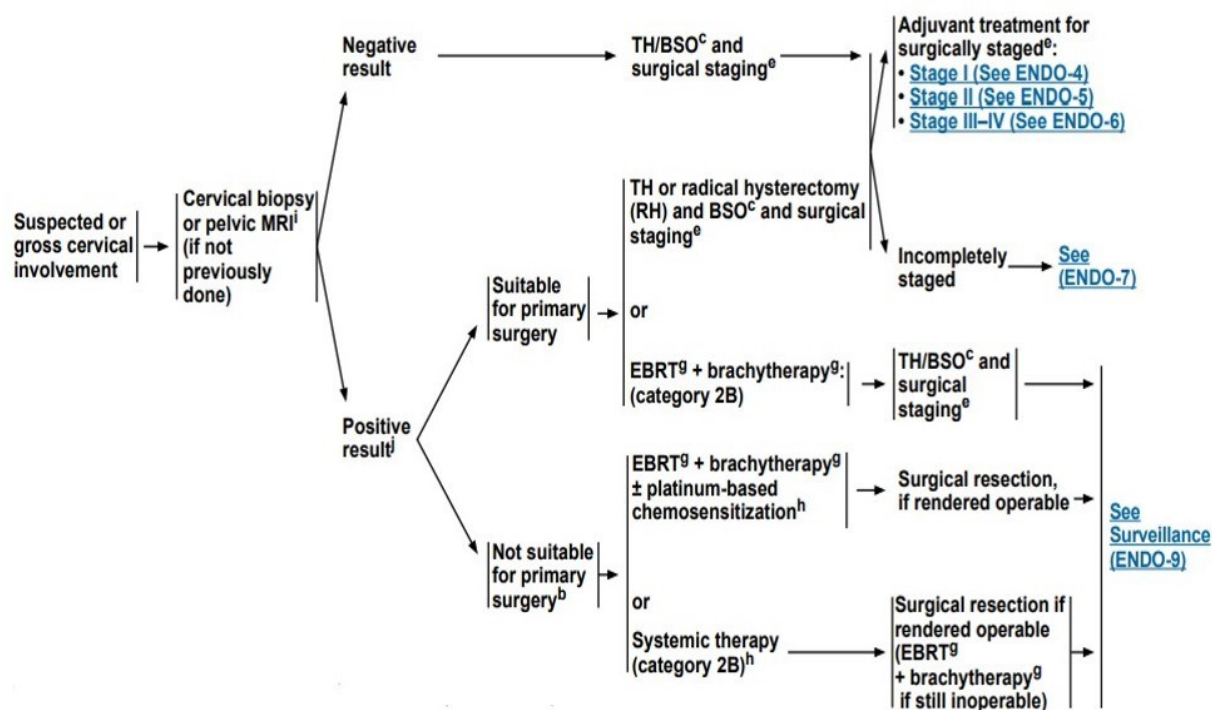 Suspected or
gross cervical
involvement
Cervical biopsy
or pelvic MRIi
(if not
previously
done)
Negative
result
TH/BSOc and
surgical staginge
Adjuvant treatment for
surgically stagede:
• Stage I (See ENDO-4)
• Stage II (See ENDO-5)
• Stage III–IV (See ENDO-6)
Incompletely
staged
See
(ENDO-7)
Positive
resultj
Suitable
for primary
surgery
TH or radical hysterectomy
(RH) and BSOc and surgical
staginge
or
EBRTg + brachytherapyg:
(category 2B)
TH/BSOc and
surgical
staginge
Not suitable
for primary
surgeryb
EBRTg + brachytherapyg
± platinum-based
chemosensitizationh
Surgical resection,
if rendered operable
or
Systemic therapy
(category 2B)h
Surgical resection if
rendered operable
(EBRTg
+ brachytherapyg
if still inoperable)
See
Surveillance
(ENDO-9)